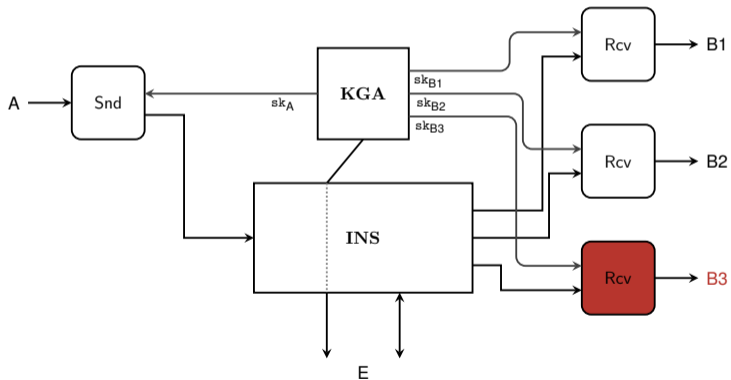 Rcv
B1
KGA
sk_B1
A
Snd
sk_A
sk_B2
sk_B3
Rcv
B2
INS
Rcv
B3
E